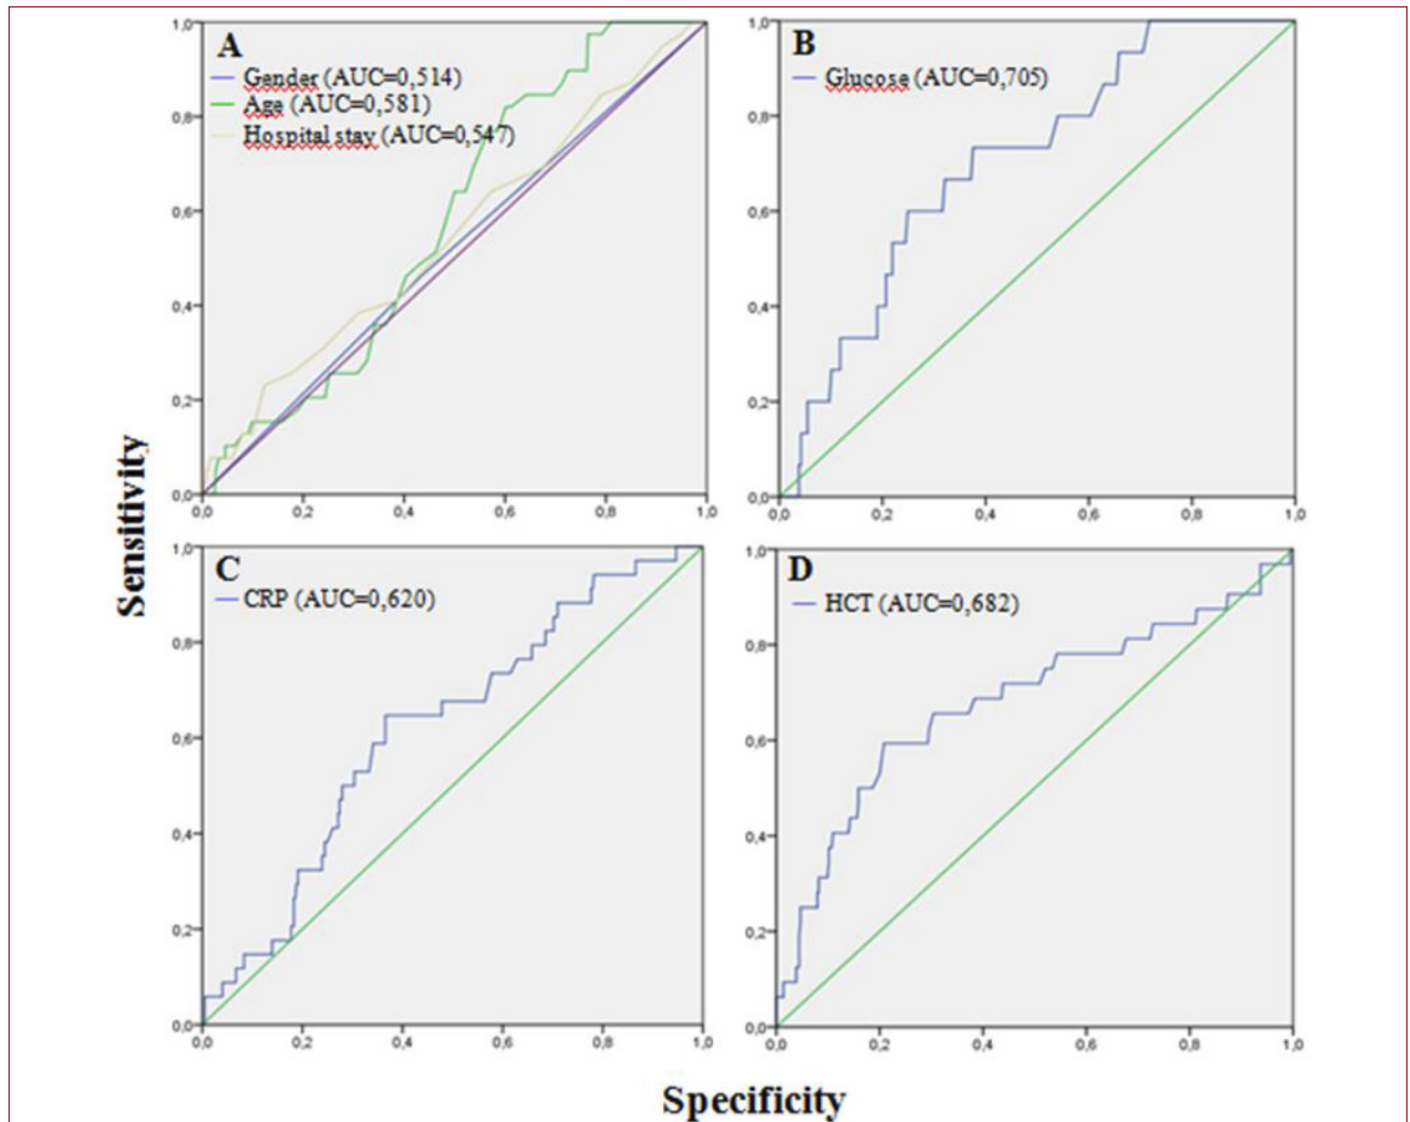 A
Gender (AUC=0,514)
Age (AUC=0,581)
Hospital stay (AUC=0,547)
1,0
0,8
0,6
0,4
0,2
0,0
0,0 0,2 0,4 0,6 0,8 1,0
B
Glucose (AUC=0,705)
1,0
0,8
0,6
0,4
0,2
0,0
0,0 0,2 0,4 0,6 0,8 1,0
Sensitivity
C
CRP (AUC=0,620)
1,0
0,8
0,6
0,4
0,2
0,0
0,0 0,2 0,4 0,6 0,8 1,0
D
HCT (AUC=0,682)
1,0
0,8
0,6
0,4
0,2
0,0
0,0 0,2 0,4 0,6 0,8 1,0
Specificity